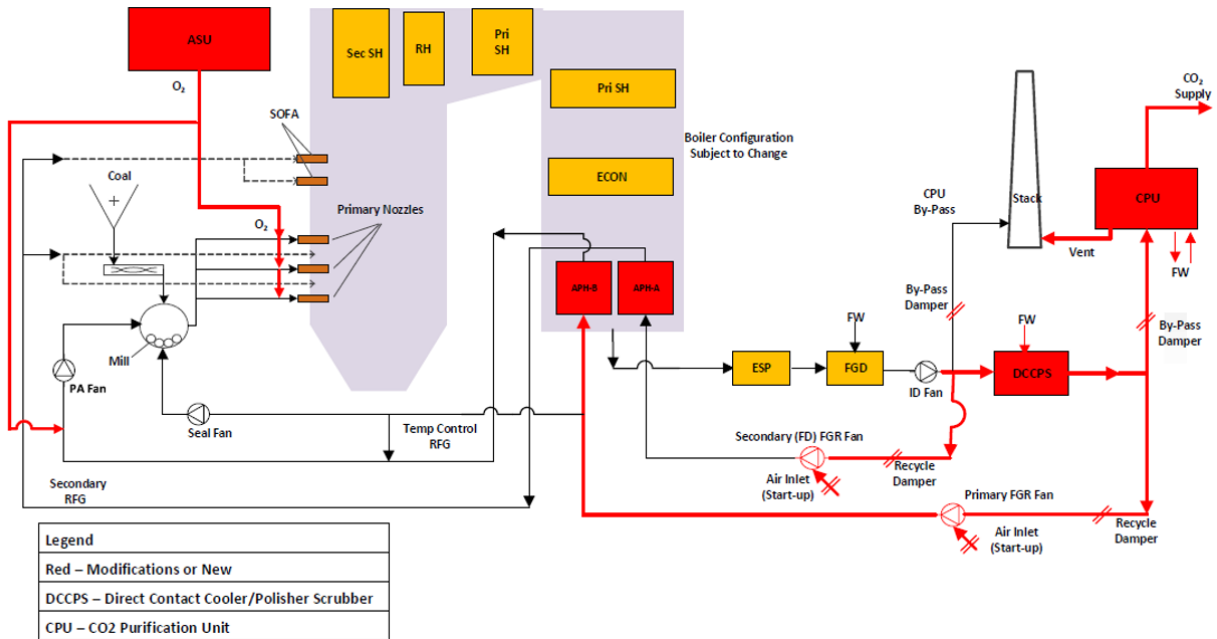 ASU
O₂
Sec SH
RH
Pri
SH
Pri SH
SOFA
Boiler Configuration
Subject to Change
CO₂
Supply
Coal
ECON
CPU
By-Pass
Stack
CPU
O₂
Primary Nozzles
Vent
FW
APH-B
APH-A
By-Pass
Damper
FW
By-Pass
Damper
Mill
PA Fan
ESP
FW
FGD
ID Fan
DCCPS
Seal Fan
Temp Control
RFG
Secondary (FD) FGR Fan
Recycle
Damper
Air Inlet
(Start-up)
Secondary
RFG
Primary FGR Fan
Recycle
Damper
Air Inlet
(Start-up)
Legend
Red – Modifications or New
DCCPS – Direct Contact Cooler/Polisher Scrubber
CPU – CO2 Purification Unit